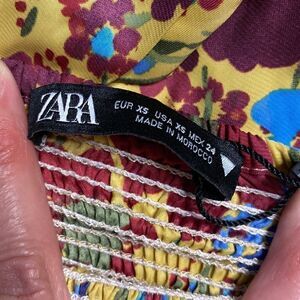 ZARA
EUR XS USA XS MEX 24
MADE IN MOROCCO